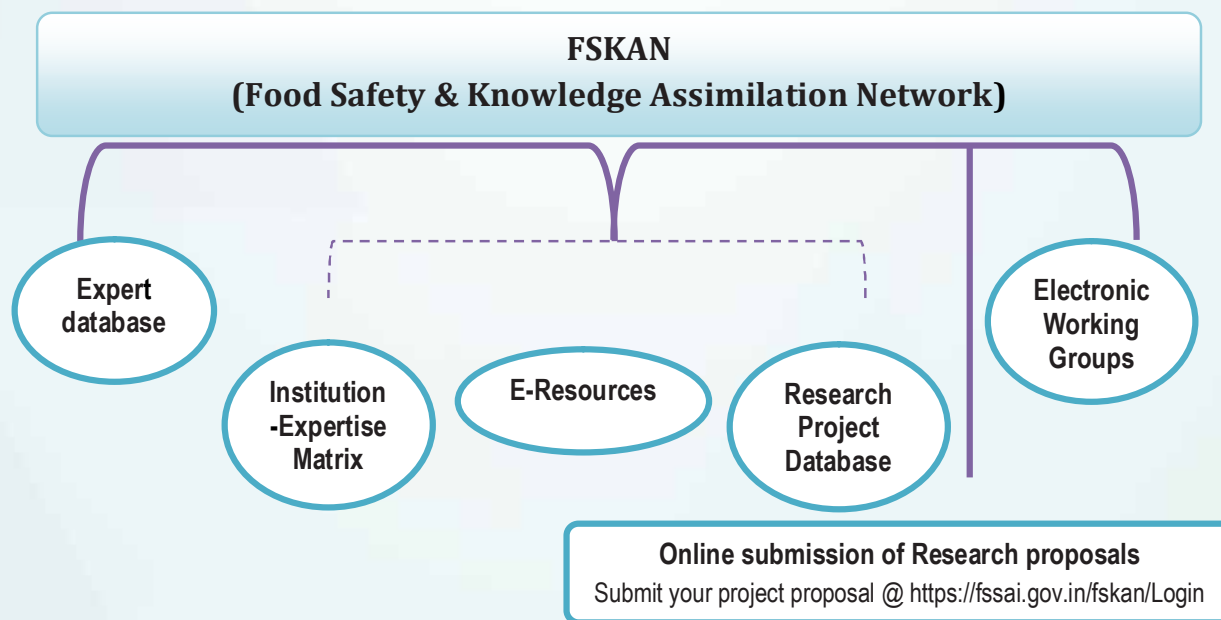 FSKAN
(Food Safety & Knowledge Assimilation Network)
Expert
database
Institution
-Expertise
Matrix
E-Resources
Research
Project
Database
Electronic
Working
Groups
Online submission of Research proposals
Submit your project proposal @ https://fssai.gov.in/fskan/Login